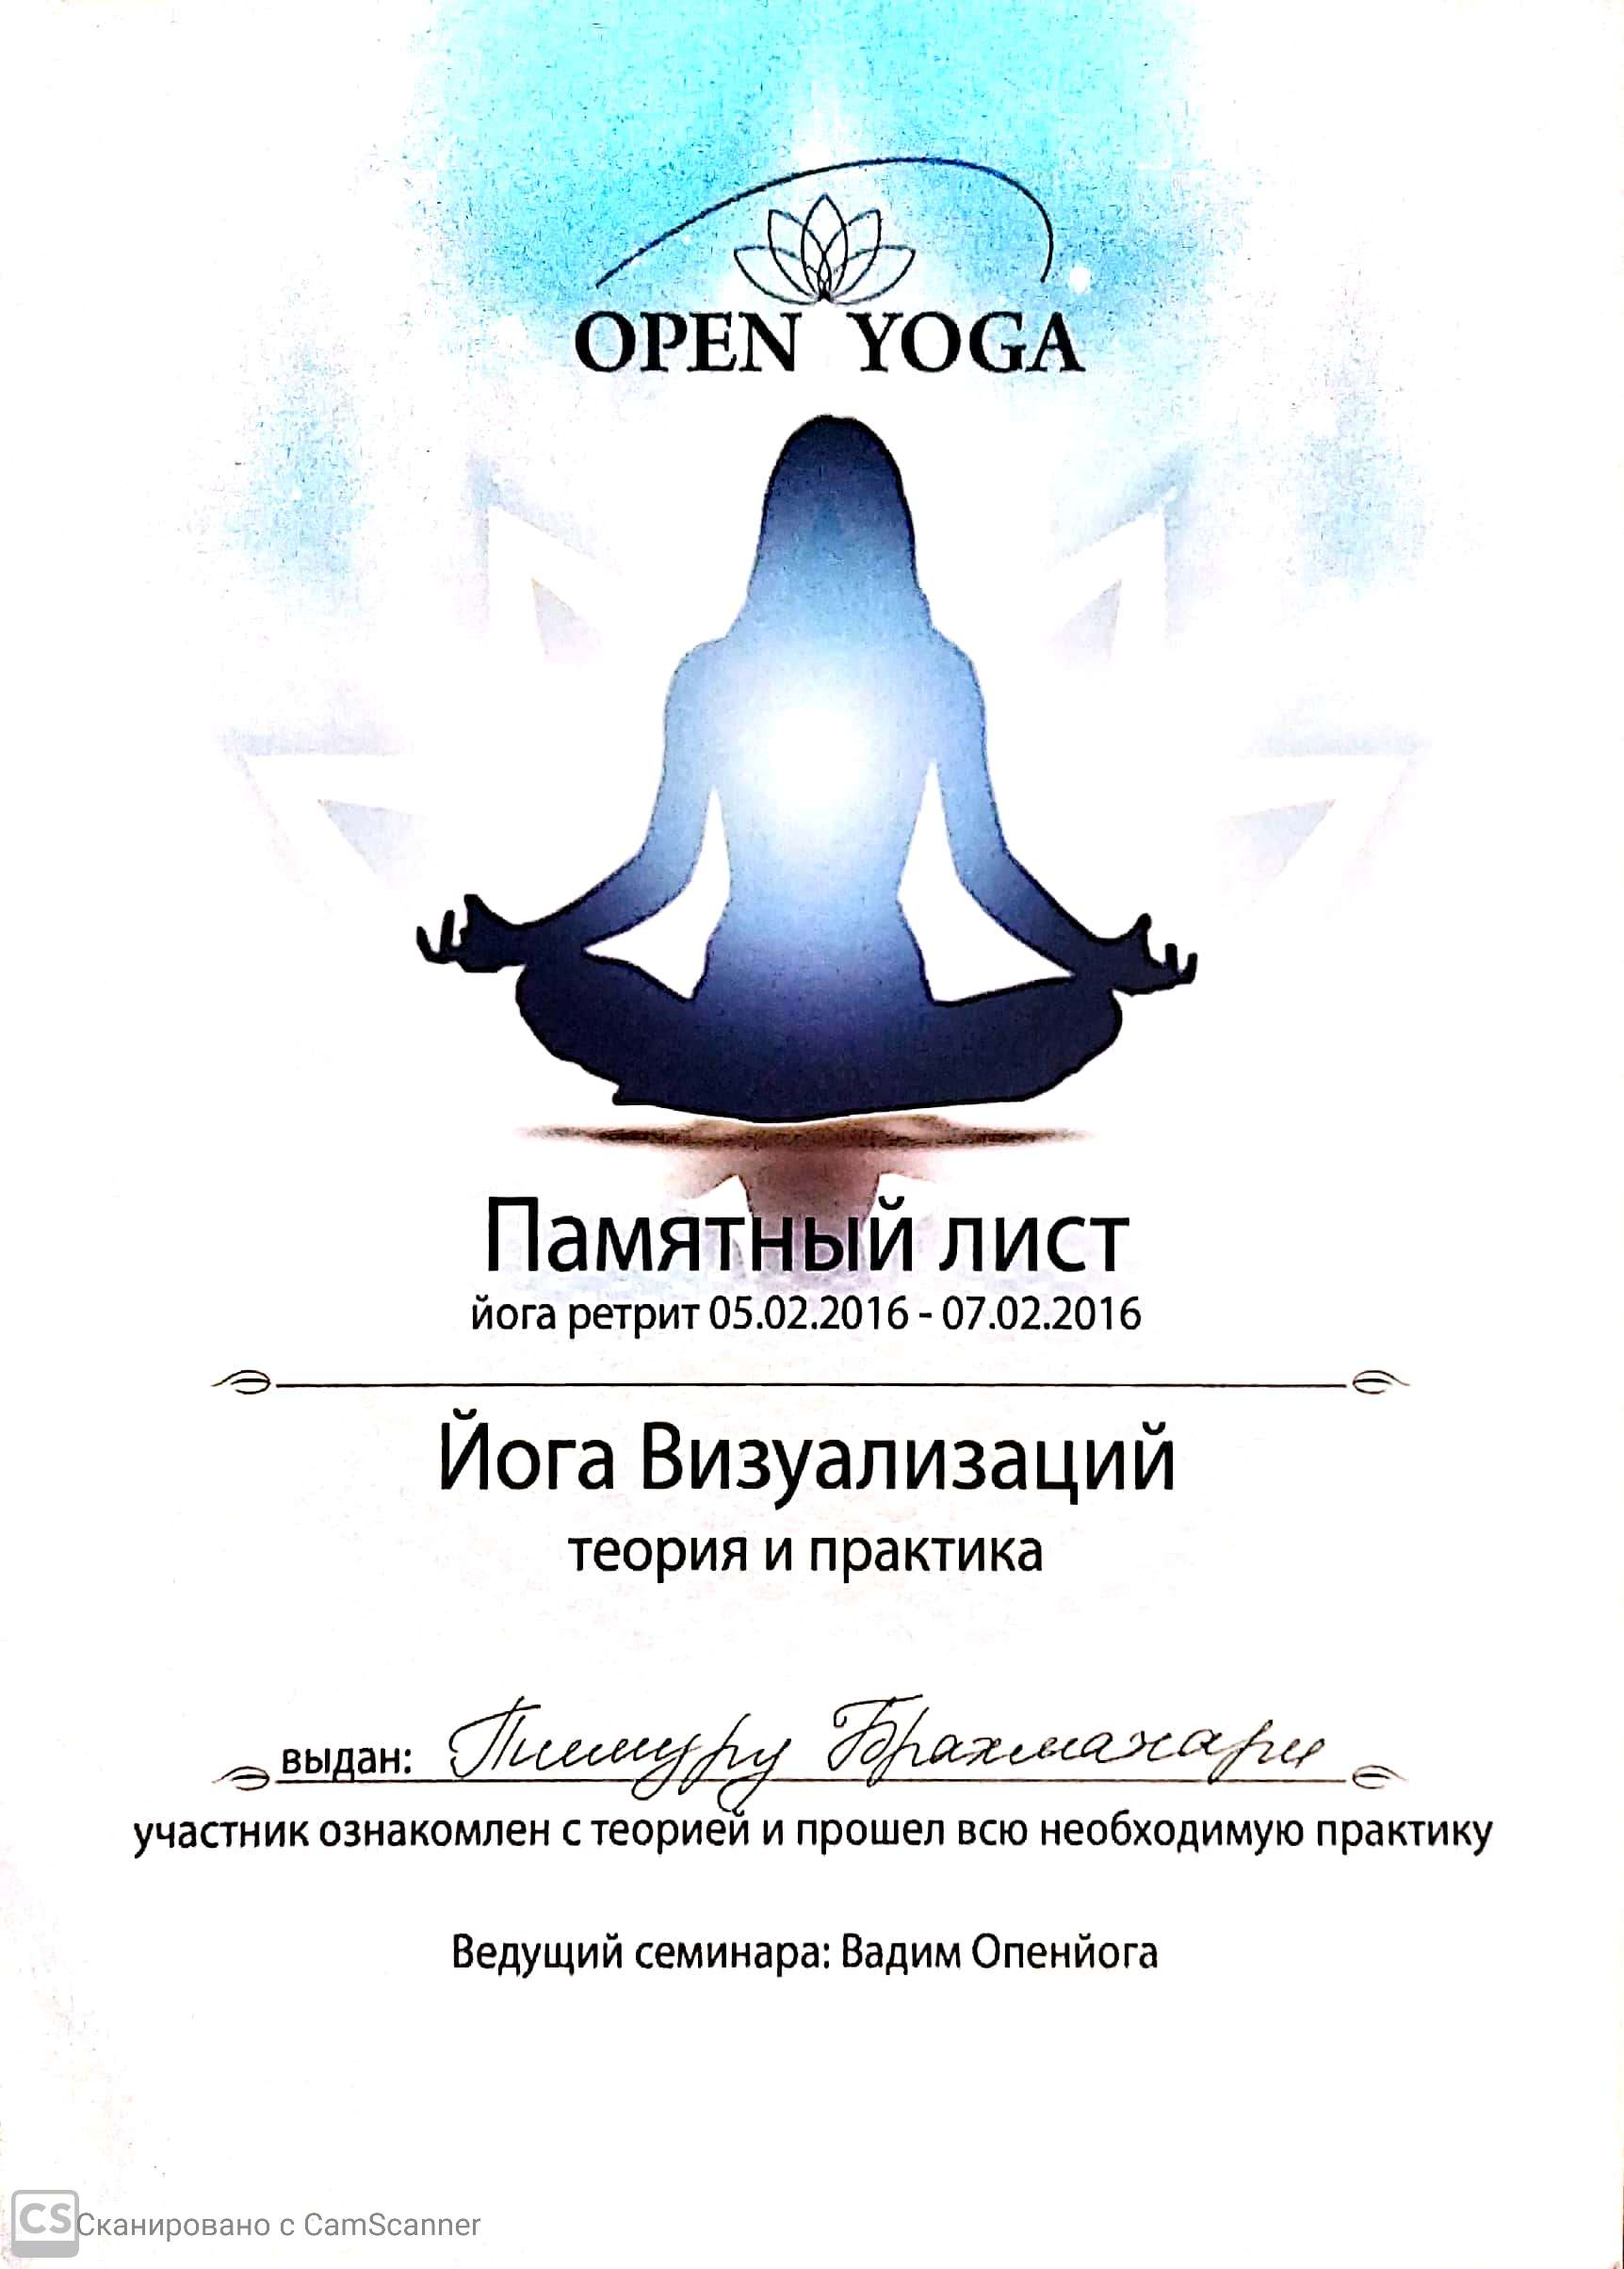 OPEN YOGA
Памятный лист
йога ретрит 05.02.2016 - 07.02.2016
Йога Визуализаций
теория и практика
выдан: Тимуру Брахмахари
участник ознакомлен с теорией и прошел всю необходимую практику
Ведущий семинара: Вадим Опенйога
CS Сканировано с CamScanner